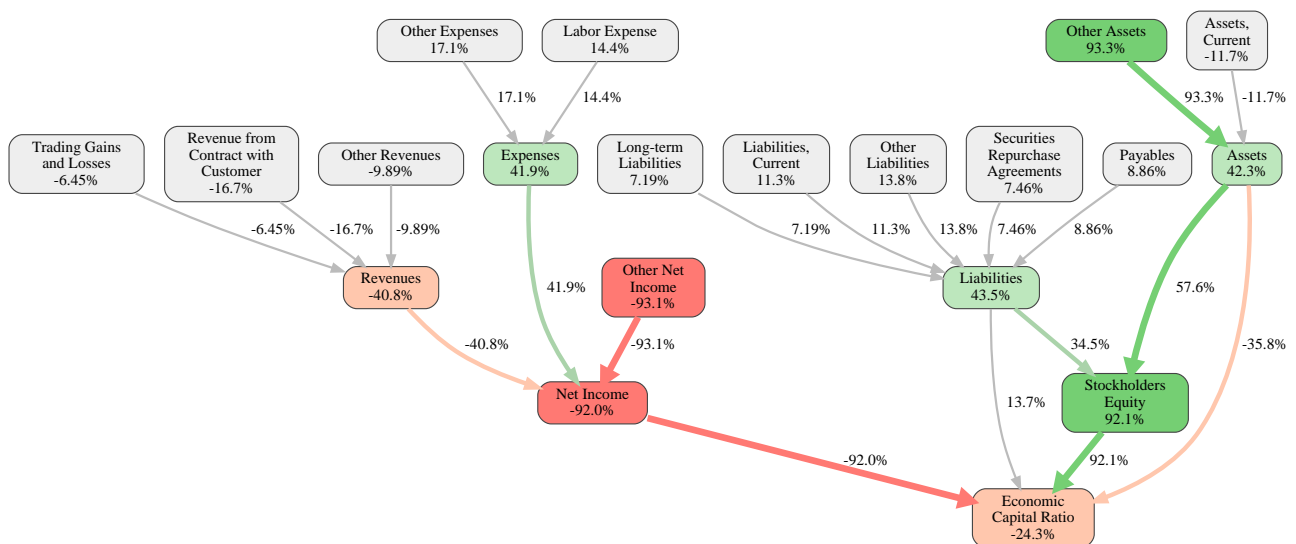 Other Expenses
17.1%
Labor Expense
14.4%
Other Assets
93.3%
Assets,
Current
-11.7%
17.1%
14.4%
93.3%
-11.7%
Trading Gains
and Losses
-6.45%
Revenue from
Contract with
Customer
-16.7%
Other Revenues
-9.89%
Expenses
41.9%
Long-term
Liabilities
7.19%
Liabilities,
Current
11.3%
Other
Liabilities
13.8%
Securities
Repurchase
Agreements
7.46%
Payables
8.86%
Assets
42.3%
-6.45%
-16.7%
-9.89%
7.19%
11.3%
13.8%
7.46%
8.86%
Revenues
-40.8%
41.9%
Other Net
Income
-93.1%
Liabilities
43.5%
57.6%
-40.8%
-93.1%
34.5%
-35.8%
Net Income
-92.0%
13.7%
Stockholders
Equity
92.1%
-92.0%
92.1%
Economic
Capital Ratio
-24.3%